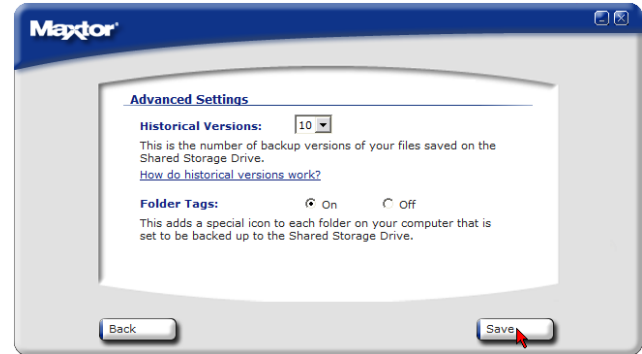 Maxtor
Advanced Settings
Historical Versions: 10
This is the number of backup versions of your files saved on the
Shared Storage Drive.
How do historical versions work?
Folder Tags: On Off
This adds a special icon to each folder on your computer that is
set to be backed up to the Shared Storage Drive.
Back Save